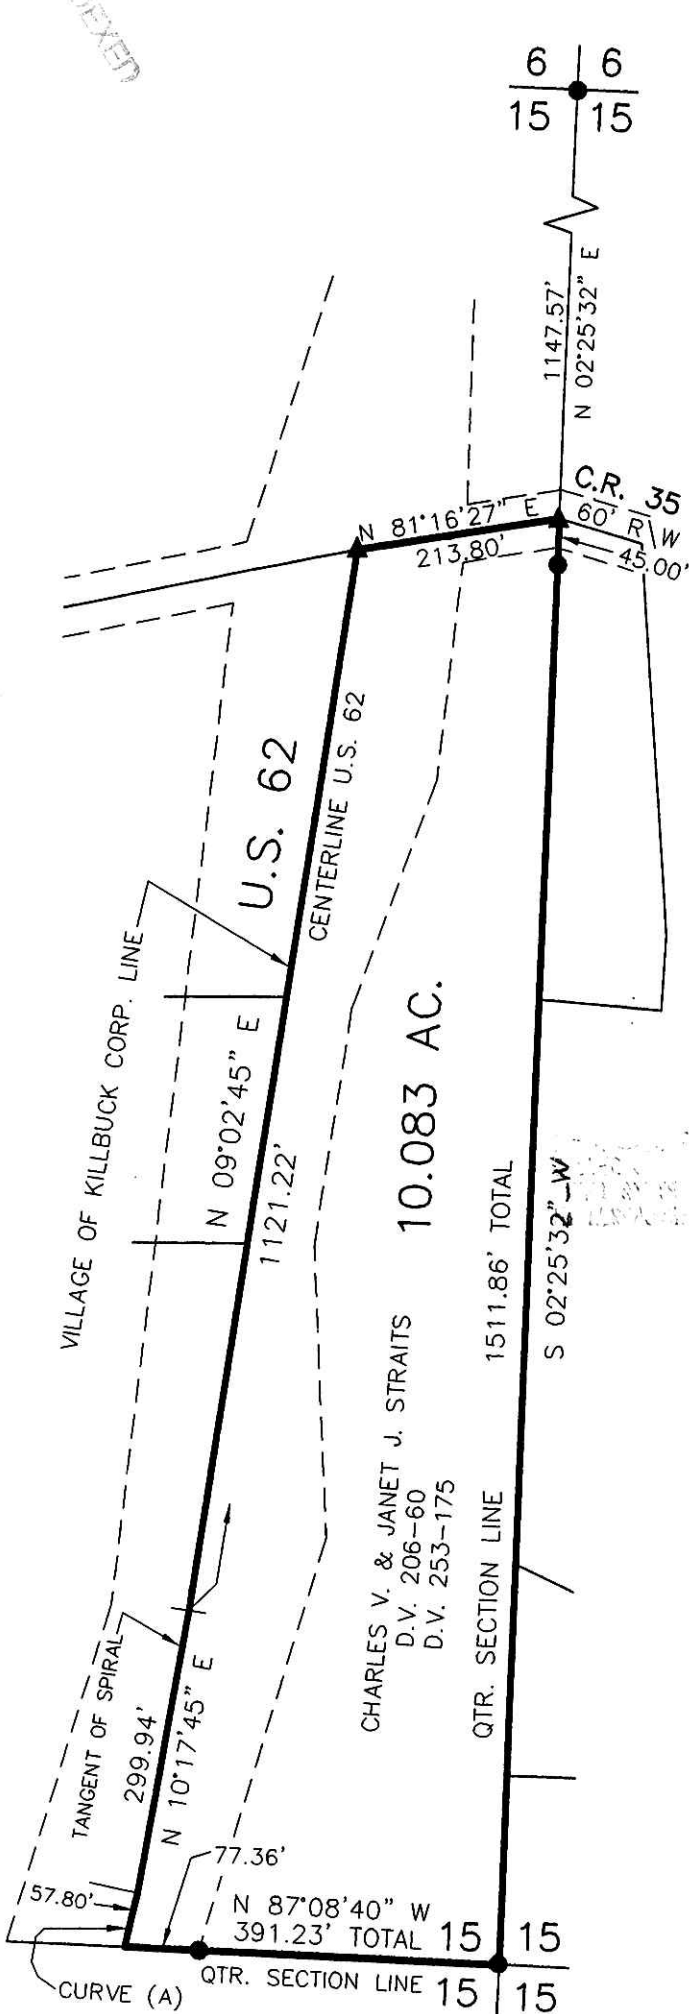 INDEXED
6 6
15 15
1147.57'
N 02°25'32" E
C.R. 35
60' R\W
45.00'
N 81°16'27" E
213.80'
U.S. 62
CENTERLINE U.S. 62
VILLAGE OF KILLBUCK CORP. LINE
N 09°02'45" E
1121.22'
10.083 AC.
1511.86' TOTAL
S 02°25'32" W
CHARLES V. & JANET J. STRAITS
D.V. 206-60
D.V. 253-175
QTR. SECTION LINE
TANGENT OF SPIRAL
299.94'
N 10°17'45" E
77.36'
57.80'
N 87°08'40" W
391.23' TOTAL
15 15
QTR. SECTION LINE
15 15
CURVE (A)